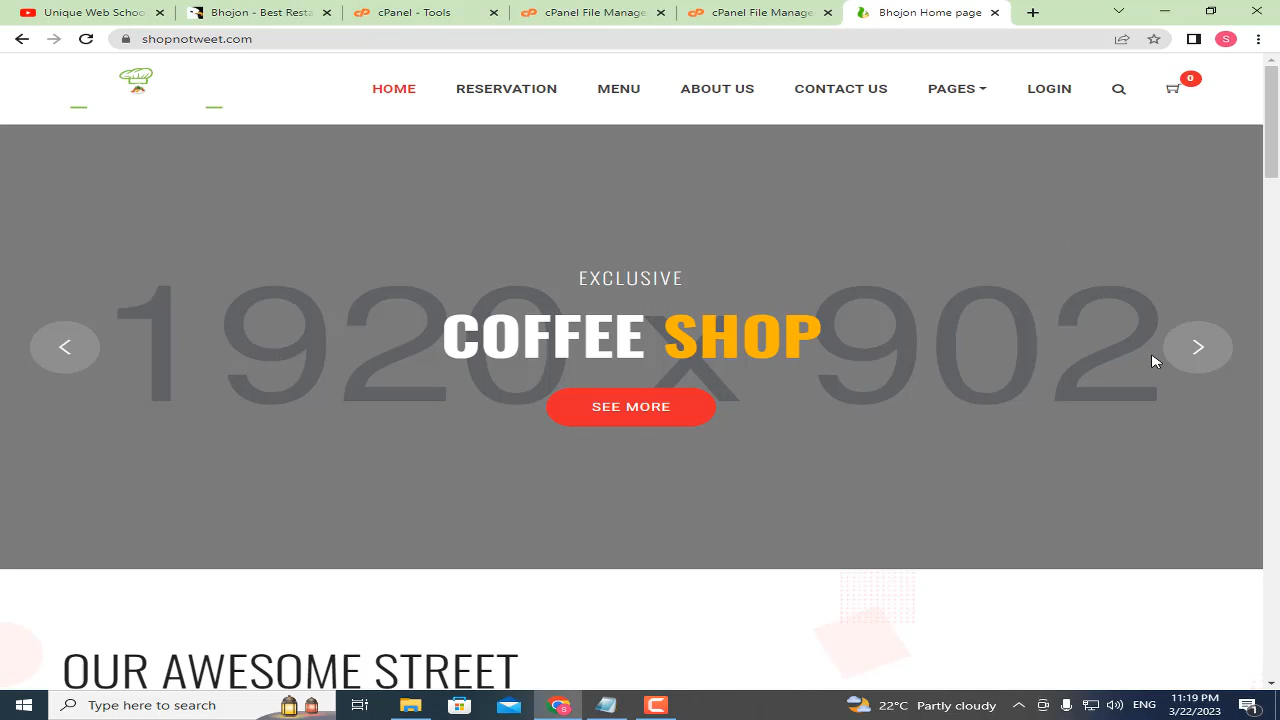 Unique Web Schoo
Bhojon - Best Resta
cPanel - Tools
cPanel File Manage
cPanel File Manage
Bhojon Home page
shopnotweet.com
S
HOME
RESERVATION
MENU
ABOUT US
CONTACT US
PAGES
LOGIN
0
1920 x 902
EXCLUSIVE
COFFEE SHOP
SEE MORE
OUR AWESOME STREET
Type here to search
22°C Partly cloudy
ENG
11:19 PM
3/22/2023
1